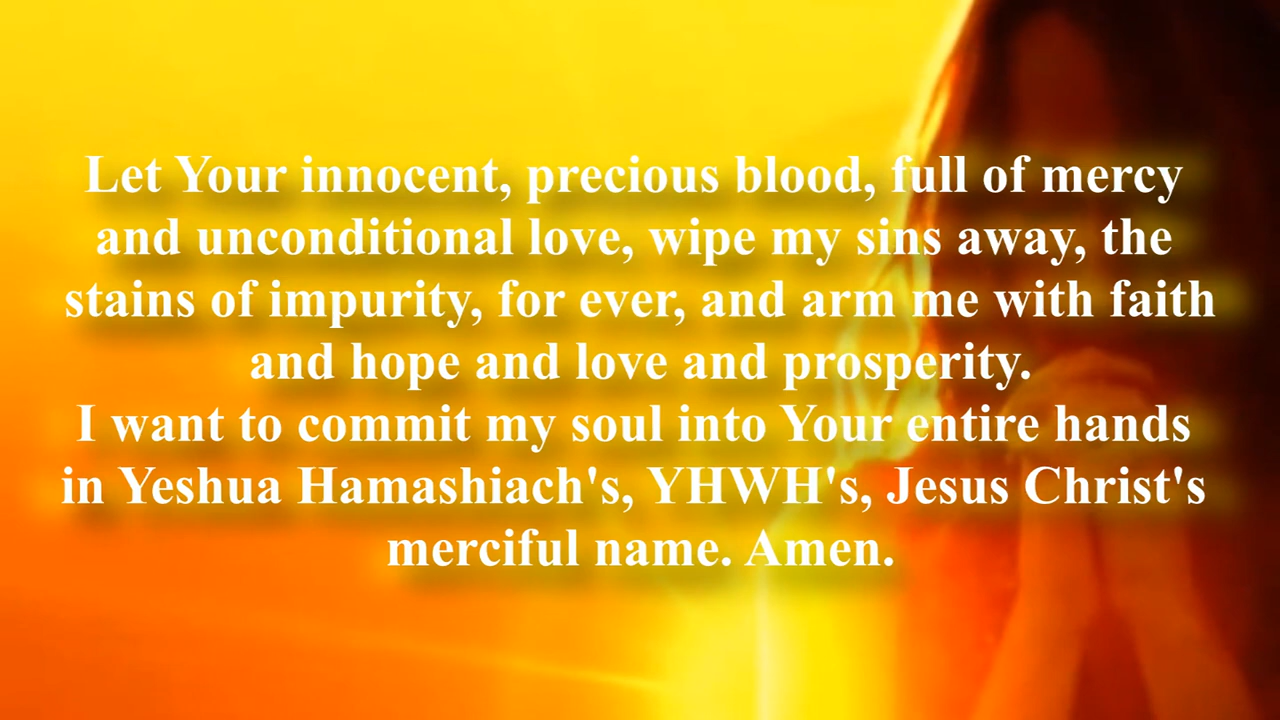 Let Your innocent, precious blood, full of mercy
and unconditional love, wipe my sins away, the
stains of impurity, for ever, and arm me with faith
and hope and love and prosperity.
I want to commit my soul into Your entire hands
in Yeshua Hamashiach's, YHWH's, Jesus Christ's
merciful name. Amen.